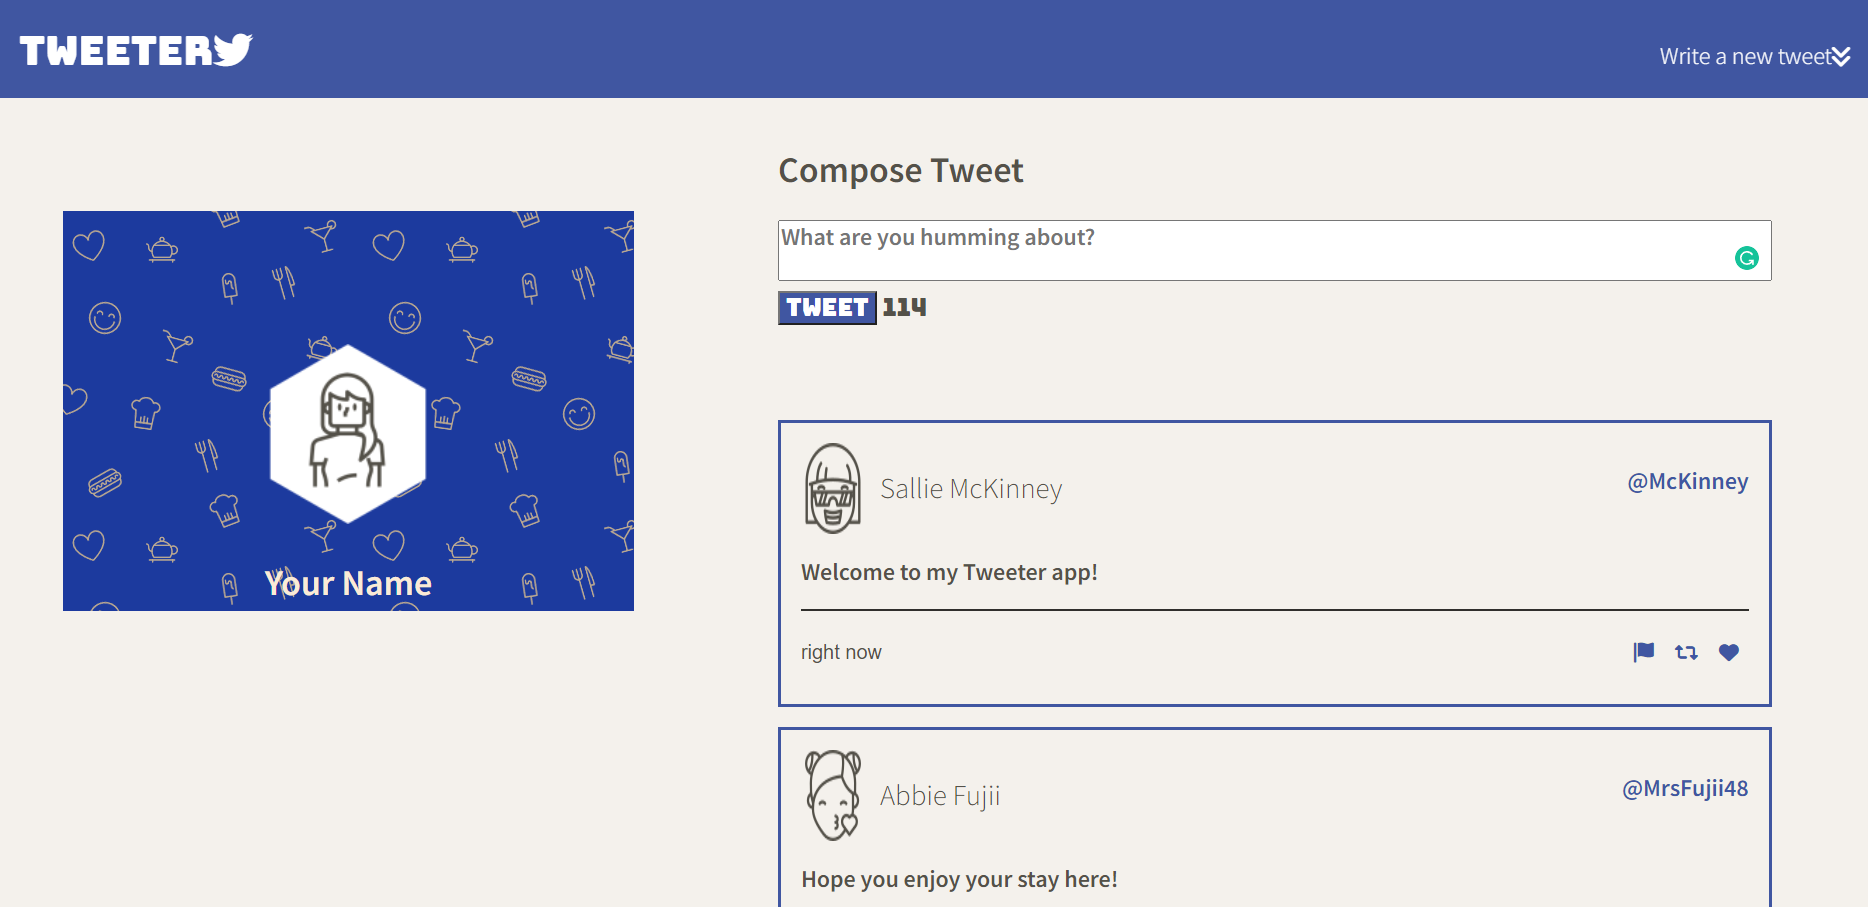 TWEETER
Write a new tweet
Compose Tweet
What are you humming about?
TWEET 114
Your Name
Sallie McKinney
@McKinney
Welcome to my Tweeter app!
right now
Abbie Fujii
@MrsFujii48
Hope you enjoy your stay here!